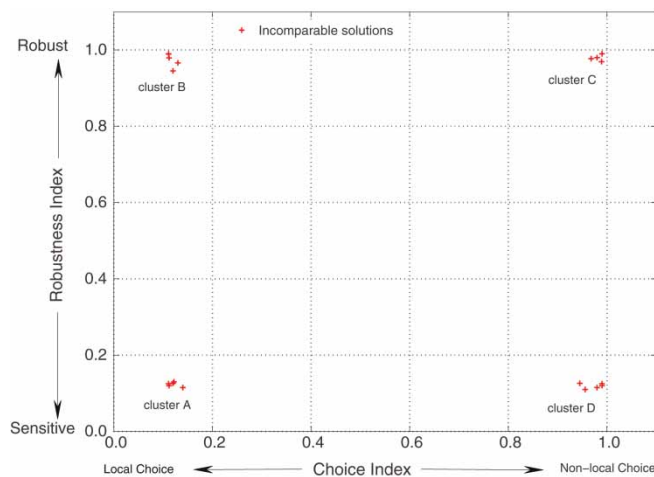 Robust
Incomparable solutions
1.0
cluster B
cluster C
0.8
Robustness Index
0.6
0.4
0.2
cluster A
cluster D
Sensitive
0.0
0.0 0.2 0.4 0.6 0.8 1.0
Local Choice Choice Index Non-local Choice